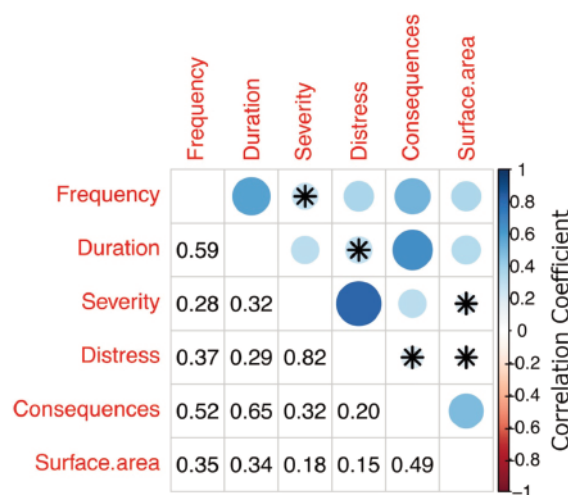 Frequency
Duration
Severity
Distress
Consequences
Surface.area
Frequency
Duration 0.59
Severity 0.28 0.32
Distress 0.37 0.29 0.82
Consequences 0.52 0.65 0.32 0.20
Surface.area 0.35 0.34 0.18 0.15 0.49
1
0.8
0.6
0.4
0.2
0
−0.2
−0.4
−0.6
−0.8
−1
Correlation Coefficient